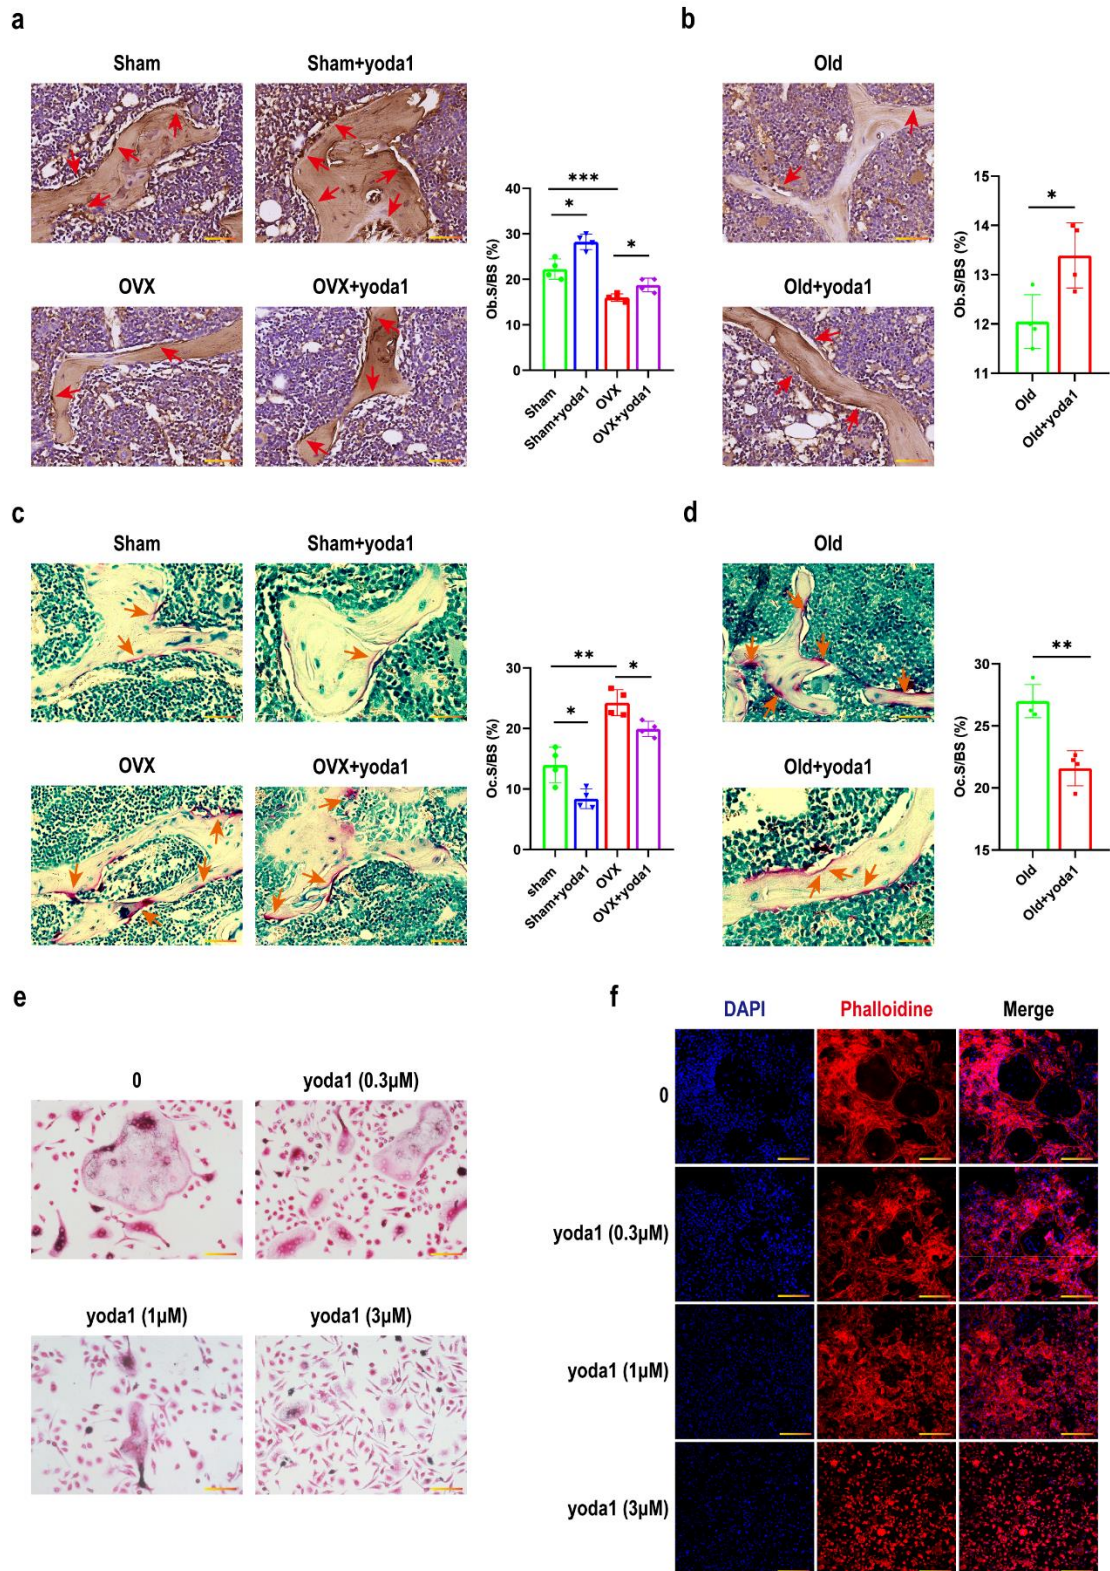 a
Sham
Sham+yoda1
OVX
OVX+yoda1
Ob.S/BS (%)
40
30
20
10
0
***
*
*
Sham
Sham+yoda1
OVX
OVX+yoda1
b
Old
Old+yoda1
Ob.S/BS (%)
15
14
13
12
11
*
Old
Old+yoda1
c
Sham
Sham+yoda1
OVX
OVX+yoda1
Oc.S/BS (%)
30
20
10
0
**
*
*
sham
Sham+yoda1
OVX
OVX+yoda1
d
Old
Old+yoda1
Oc.S/BS (%)
30
25
20
15
**
Old
Old+yoda1
e
0
yoda1 (0.3μM)
yoda1 (1μM)
yoda1 (3μM)
f
DAPI
Phalloidine
Merge
0
yoda1 (0.3μM)
yoda1 (1μM)
yoda1 (3μM)